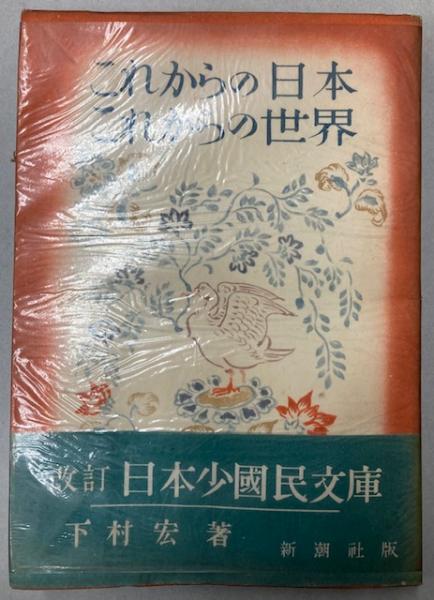 これからの日本
これからの世界
改訂 日本少國民文庫
下村宏著 新潮社版